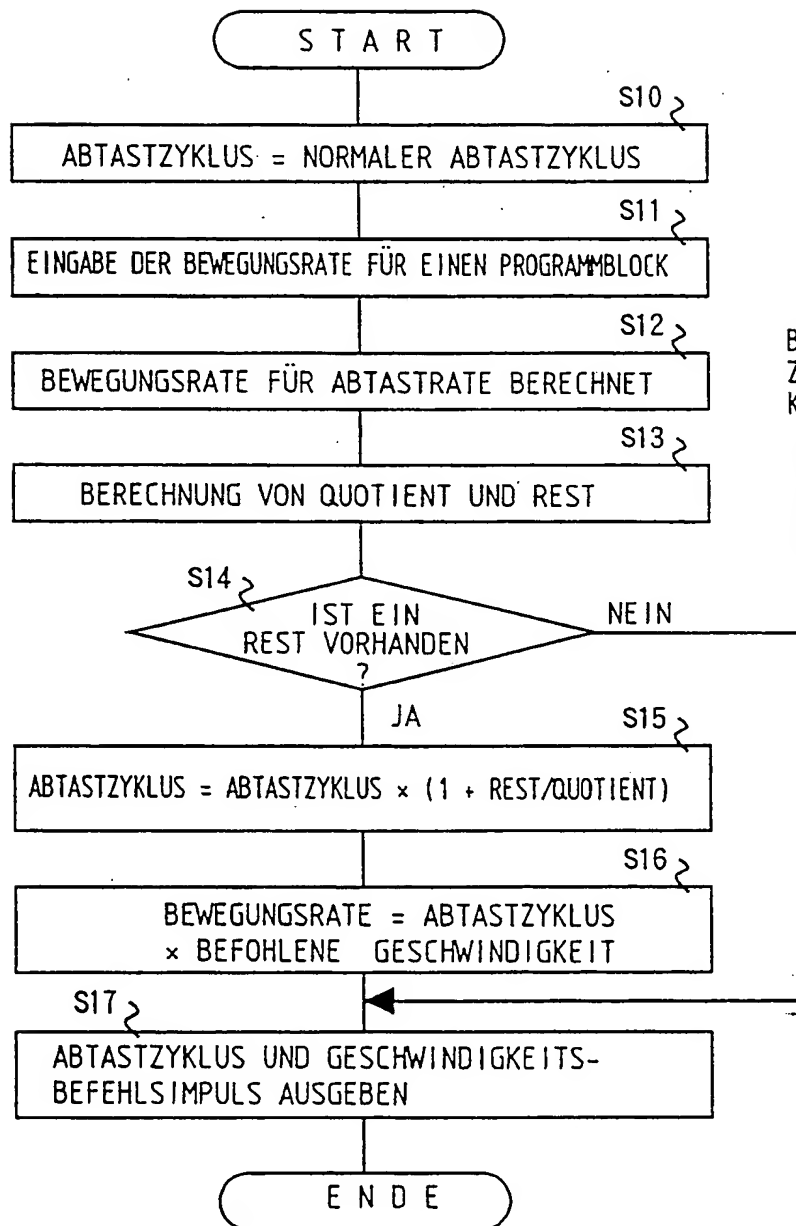 START
S10
ABTASTZYKLUS = NORMALER ABTASTZYKLUS
S11
EINGABE DER BEWEGUNGSRATE FÜR EINEN PROGRAMMBLOCK
S12
BEWEGUNGSRATE FÜR ABTASTRATE BERECHNET
S13
BERECHNUNG VON QUOTIENT UND REST
S14
IST EIN
REST VORHANDEN
?
NEIN
JA
S15
ABTASTZYKLUS = ABTASTZYKLUS × (1 + REST/QUOTIENT)
S16
BEWEGUNGSRATE = ABTASTZYKLUS
× BEFOHLENE GESCHWINDIGKEIT
S17
ABTASTZYKLUS UND GESCHWINDIGKEITS-
BEFEHLSIMPULS AUSGEBEN
ENDE
B
Z
K